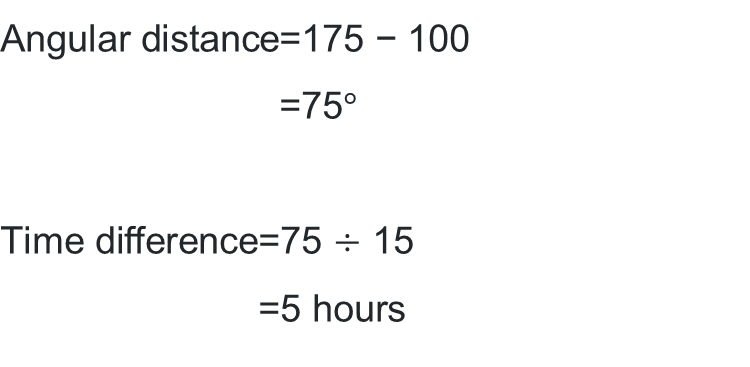 Angular distance=175 − 100
=75°
Time difference=75 ÷ 15
=5 hours